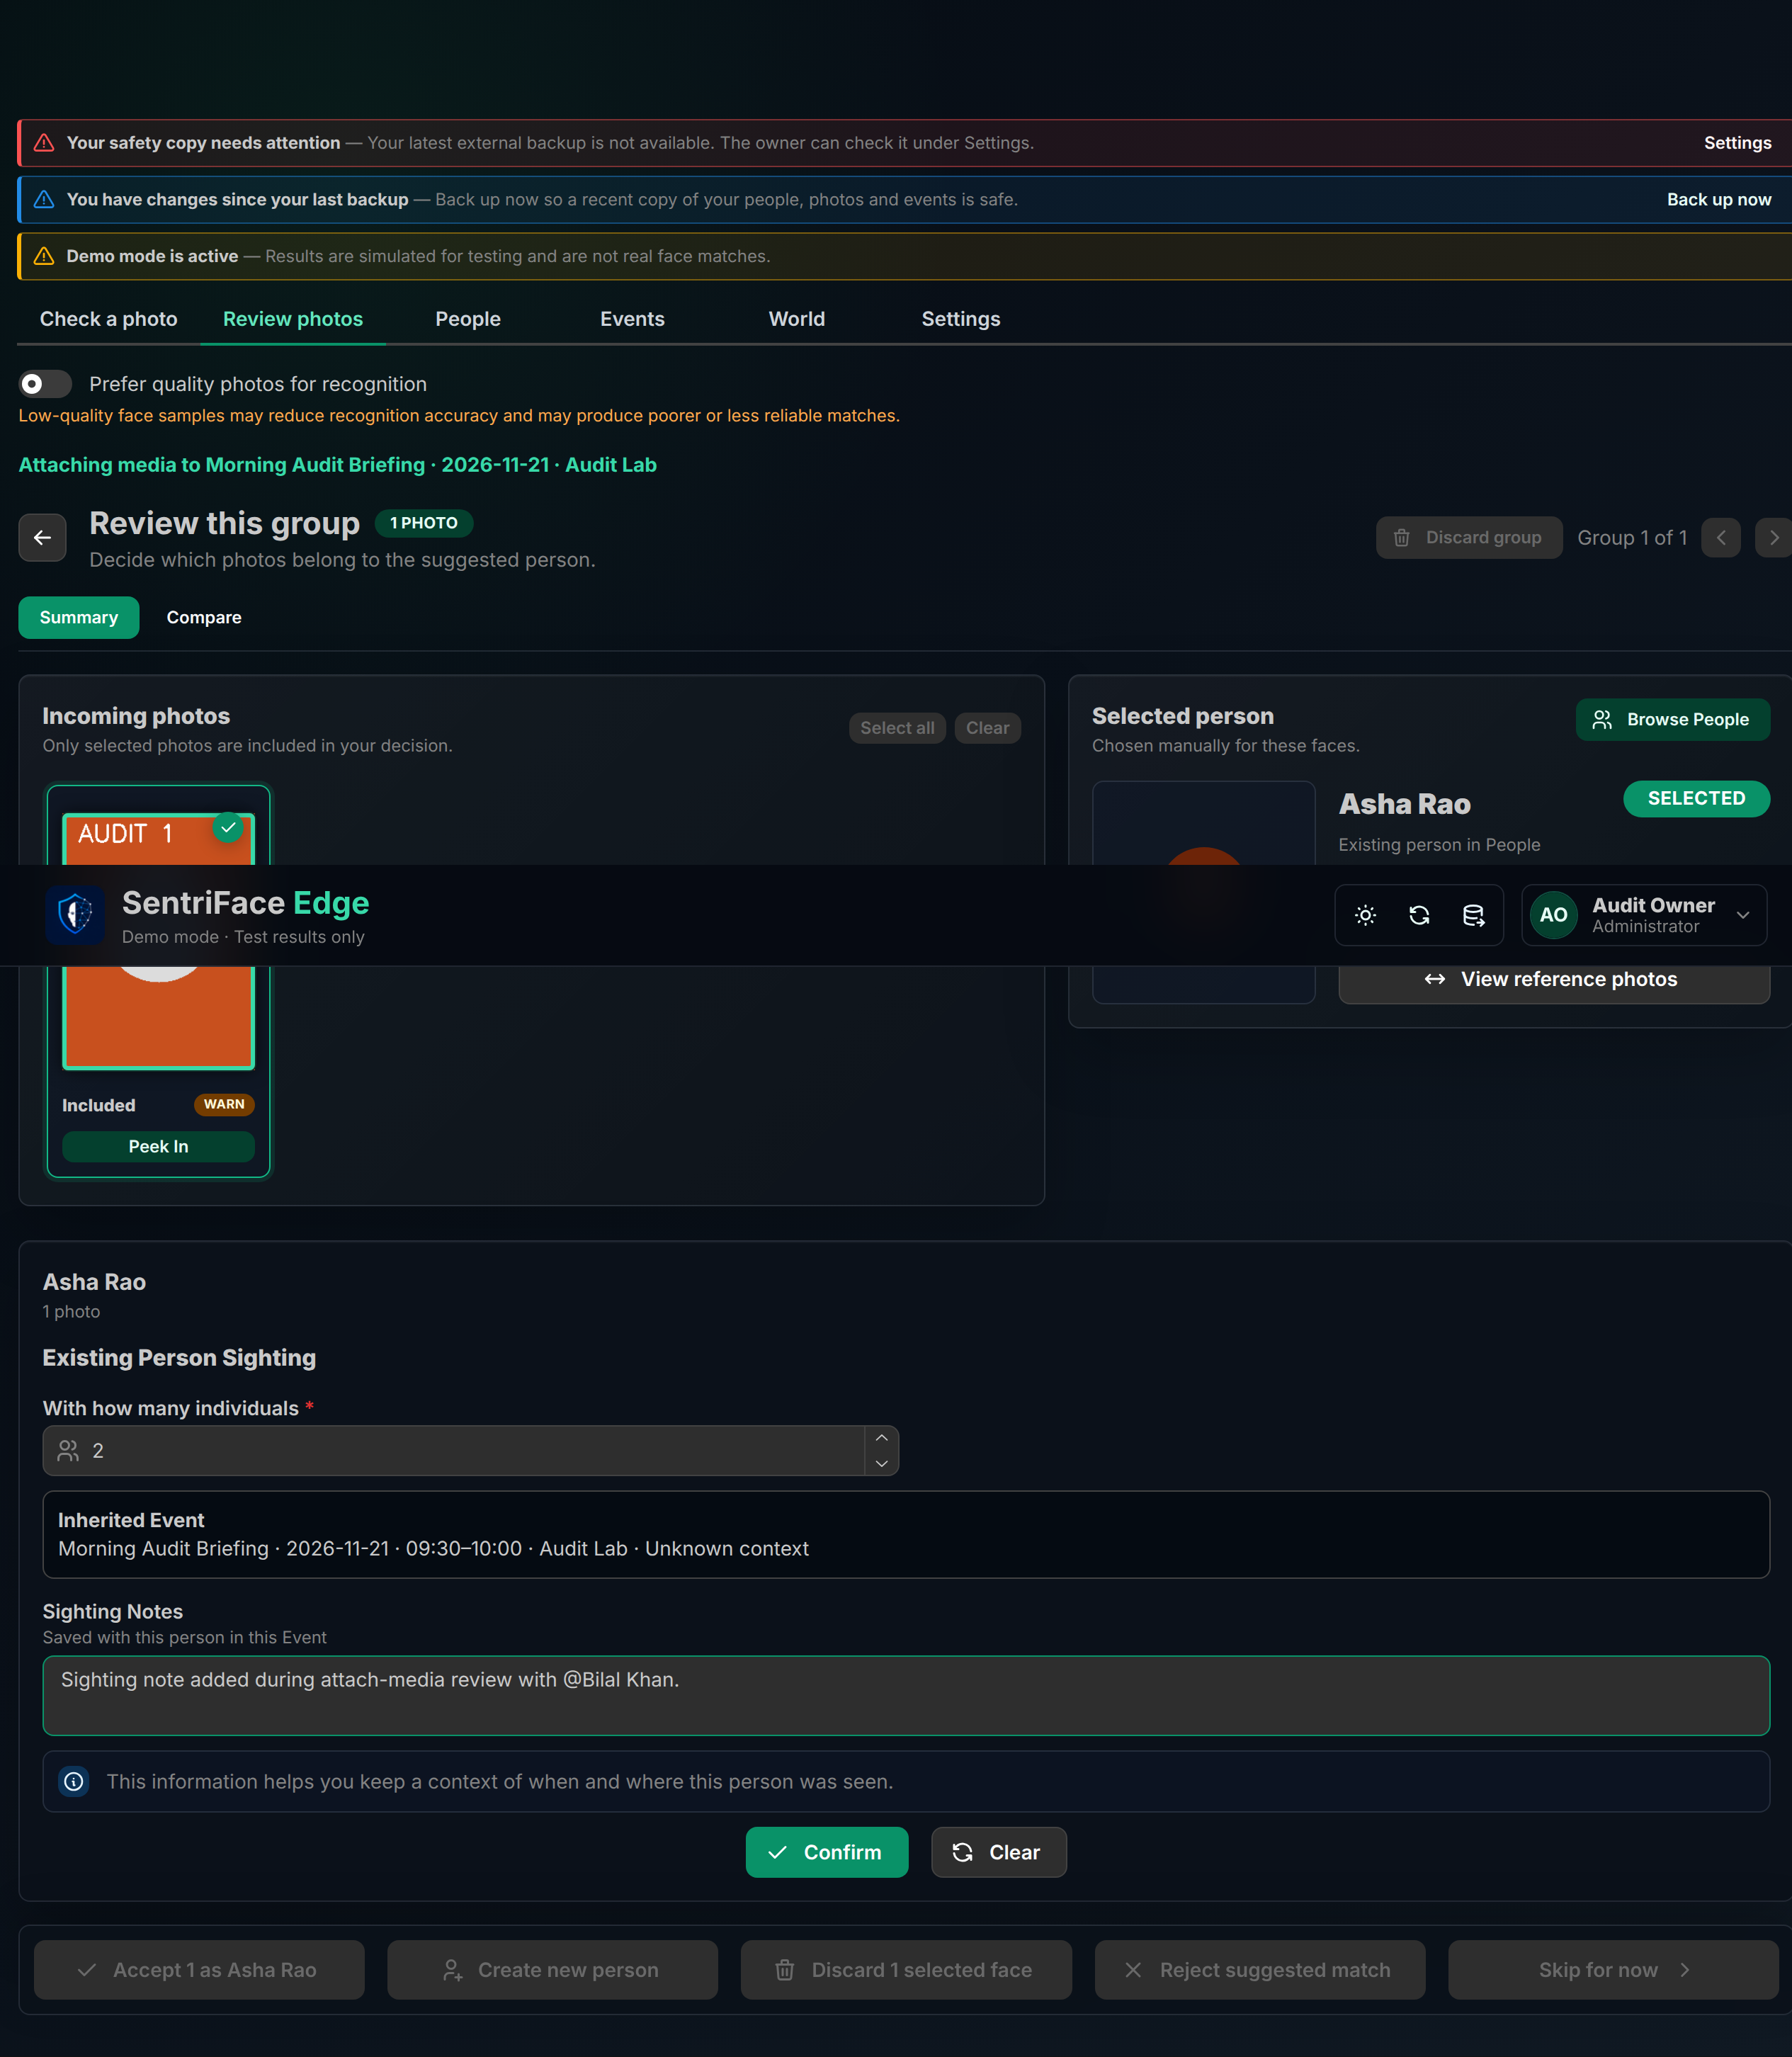 Your safety copy needs attention — Your latest external backup is not available. The owner can check it under Settings. Settings
You have changes since your last backup — Back up now so a recent copy of your people, photos and events is safe. Back up now
Demo mode is active — Results are simulated for testing and are not real face matches.
Check a photo Review photos People Events World Settings
Prefer quality photos for recognition
Low-quality face samples may reduce recognition accuracy and may produce poorer or less reliable matches.
Attaching media to Morning Audit Briefing · 2026-11-21 · Audit Lab
Review this group 1 PHOTO
Decide which photos belong to the suggested person.
Discard group Group 1 of 1
Summary Compare
Incoming photos
Only selected photos are included in your decision.
Select all Clear
AUDIT 1
Selected person
Chosen manually for these faces.
Browse People
Asha Rao SELECTED
Existing person in People
SentriFace Edge
Demo mode · Test results only
AO Audit Owner
Administrator
View reference photos
Included WARN
Peek In
Asha Rao
1 photo
Existing Person Sighting
With how many individuals *
2
Inherited Event
Morning Audit Briefing · 2026-11-21 · 09:30–10:00 · Audit Lab · Unknown context
Sighting Notes
Saved with this person in this Event
Sighting note added during attach-media review with @Bilal Khan.
This information helps you keep a context of when and where this person was seen.
Confirm Clear
Accept 1 as Asha Rao Create new person Discard 1 selected face Reject suggested match Skip for now